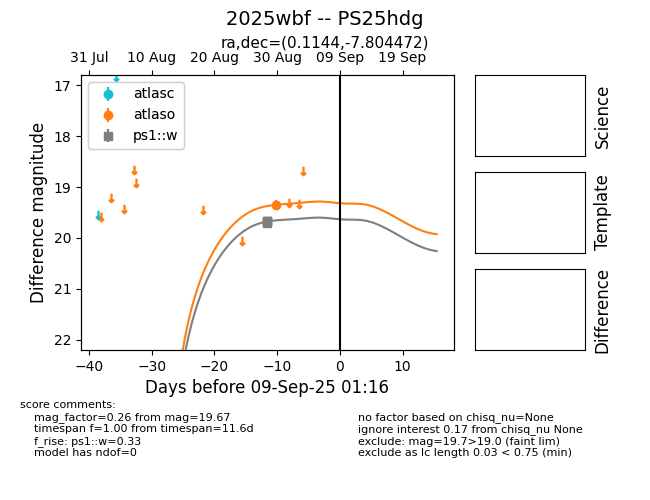 2025wbf -- PS25hdg
ra,dec=(0.1144,-7.804472)
31 Jul 10 Aug 20 Aug 30 Aug 09 Sep 19 Sep
atlasc
atlaso
ps1::w
17
18
19
20
21
22
Difference magnitude
−40 −30 −20 −10 0 10
Days before 09-Sep-25 01:16
Science
Template
Difference
score comments:
mag_factor=0.26 from mag=19.67
timespan f=1.00 from timespan=11.6d
f_rise: ps1::w=0.33
model has ndof=0
no factor based on chisq_nu=None
ignore interest 0.17 from chisq_nu None
exclude: mag=19.7>19.0 (faint lim)
exclude as lc length 0.03 < 0.75 (min)